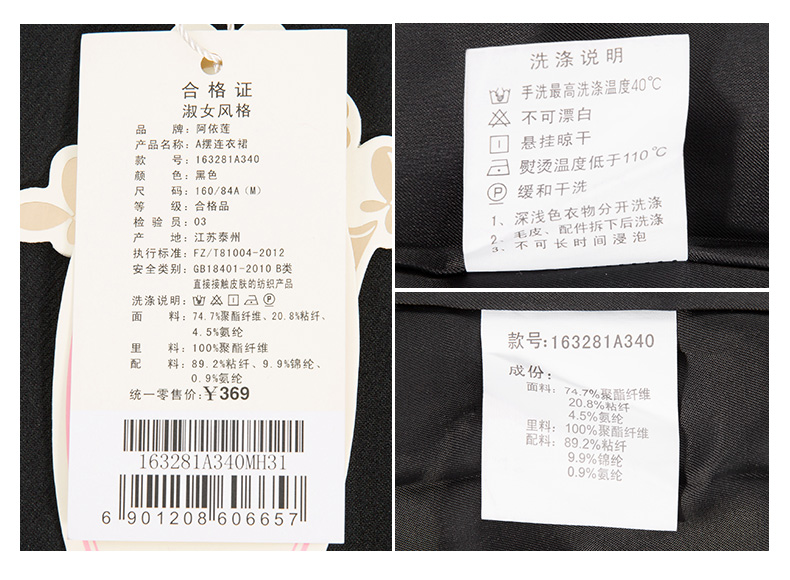 合格证
淑女风格
品 牌：阿依莲
产品名称：A摆连衣裙
款 号：163281A340
颜 色：黑色
尺 码：160/84A（M）
等 级：合格品
检 验 员：03
产 地：江苏泰州
执行标准：FZ/T81004-2012
安全类别：GB18401-2010 B类
直接接触皮肤的纺织产品
洗涤说明：
面 料：74.7%聚酯纤维、20.8%粘纤、
4.5%氨纶
里 料：100%聚酯纤维
配 料：89.2%粘纤、9.9%锦纶、
0.9%氨纶
统一零售价：￥369
163281A340MH31
6 901208 606657
洗涤说明
手洗最高洗涤温度40℃
不可漂白
悬挂晾干
熨烫温度低于110℃
P 缓和干洗
1、深浅色衣物分开洗涤
2、毛皮、配件拆下后洗涤
3、不可长时间浸泡
款号：163281A340
成份：
面料：74.7%聚酯纤维
20.8%粘纤
4.5%氨纶
里料：100%聚酯纤维
配料：89.2%粘纤
9.9%锦纶
0.9%氨纶